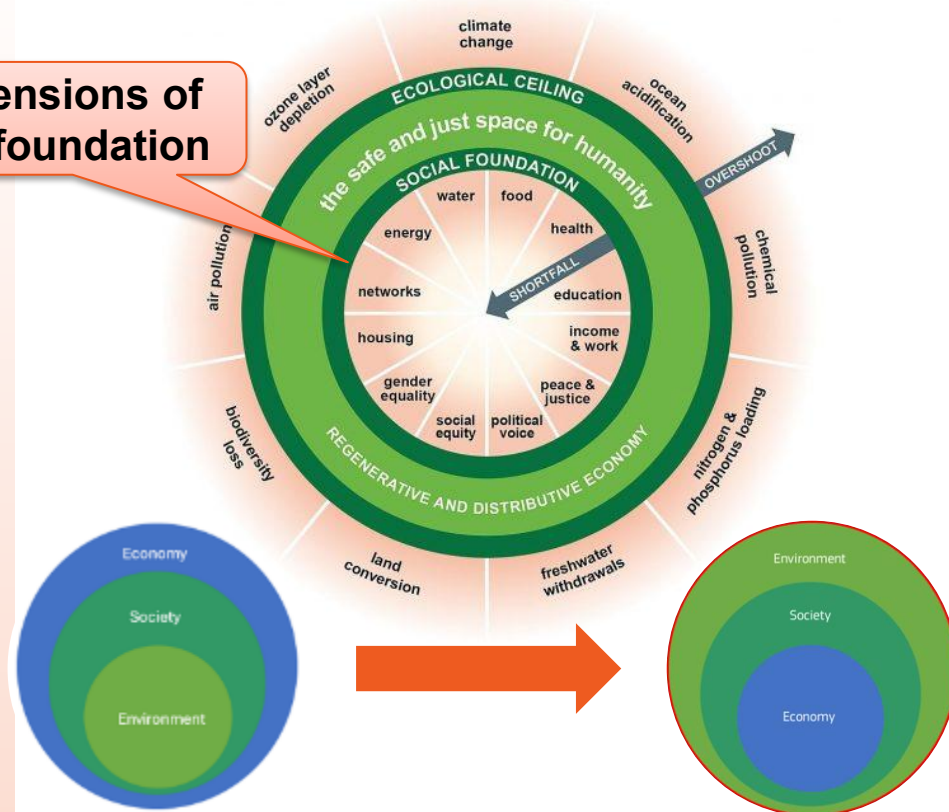 climate
change
ozone layer
depletion
ocean
acidification
ensions of
foundation
ECOLOGICAL CEILING
the safe and just space for humanity
SOCIAL FOUNDATION
OVERSHOOT
water
food
energy
health
air pollution
chemical
pollution
networks
SHORTFALL
education
housing
income
& work
gender
equality
peace &
justice
social
equity
political
voice
biodiversity
loss
nitrogen &
phosphorus loading
REGENERATIVE AND DISTRIBUTIVE ECONOMY
land
conversion
freshwater
withdrawals
Economy
Society
Environment
Environment
Society
Economy